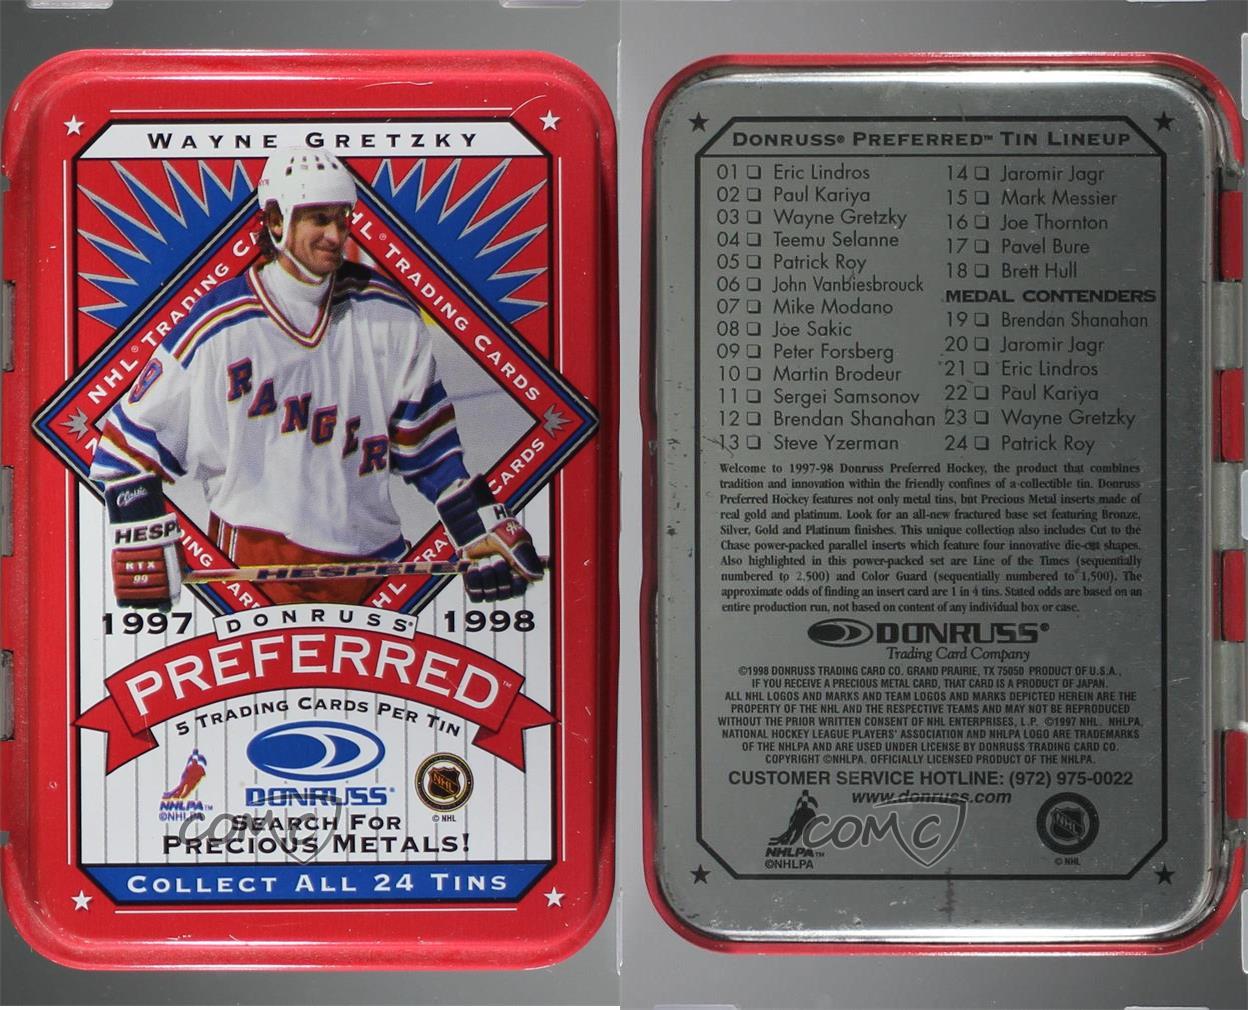 WAYNE GRETZKY
NHL® TRADING CARDS
NHL® TRADING CARDS
RANGERS
9
Classic
HESP
RTX
99
HESPELER
1997
DONRUSS®
1998
PREFERRED™
5 TRADING CARDS PER TIN
NHLPA™
©NHLPA
DONRUSS®
NHL
© NHL
SEARCH FOR
PRECIOUS METALS!
COMC
COLLECT ALL 24 TINS
DONRUSS® PREFERRED™ TIN LINEUP
01 ❑ Eric Lindros
02 ❑ Paul Kariya
03 ❑ Wayne Gretzky
04 ❑ Teemu Selanne
05 ❑ Patrick Roy
06 ❑ John Vanbiesbrouck
07 ❑ Mike Modano
08 ❑ Joe Sakic
09 ❑ Peter Forsberg
10 ❑ Martin Brodeur
11 ❑ Sergei Samsonov
12 ❑ Brendan Shanahan
13 ❑ Steve Yzerman
14 ❑ Jaromir Jagr
15 ❑ Mark Messier
16 ❑ Joe Thornton
17 ❑ Pavel Bure
18 ❑ Brett Hull
MEDAL CONTENDERS
19 ❑ Brendan Shanahan
20 ❑ Jaromir Jagr
21 ❑ Eric Lindros
22 ❑ Paul Kariya
23 ❑ Wayne Gretzky
24 ❑ Patrick Roy
Welcome to 1997-98 Donruss Preferred Hockey, the product that combines
tradition and innovation within the friendly confines of a collectible tin. Donruss
Preferred Hockey features not only metal tins, but Precious Metal inserts made of
real gold and platinum. Look for an all-new fractured base set featuring Bronze,
Silver, Gold and Platinum finishes. This unique collection also includes Cut to the
Chase power-packed parallel inserts which feature four innovative die-cut shapes.
Also highlighted in this power-packed set are Line of the Times (sequentially
numbered to 2,500) and Color Guard (sequentially numbered to 1,500). The
approximate odds of finding an insert card are 1 in 4 tins. Stated odds are based on an
entire production run, not based on content of any individual box or case.
DONRUSS®
Trading Card Company
©1998 DONRUSS TRADING CARD CO. GRAND PRAIRIE, TX 75050 PRODUCT OF U.S.A.,
IF YOU RECEIVE A PRECIOUS METAL CARD, THAT CARD IS A PRODUCT OF JAPAN.
ALL NHL LOGOS AND MARKS AND TEAM LOGOS AND MARKS DEPICTED HEREIN ARE THE
PROPERTY OF THE NHL AND THE RESPECTIVE TEAMS AND MAY NOT BE REPRODUCED
WITHOUT THE PRIOR WRITTEN CONSENT OF NHL ENTERPRISES, L.P. ©1997 NHL. NHLPA,
NATIONAL HOCKEY LEAGUE PLAYERS' ASSOCIATION AND NHLPA LOGO ARE TRADEMARKS
OF THE NHLPA AND ARE USED UNDER LICENSE BY DONRUSS TRADING CARD CO.
COPYRIGHT ©NHLPA. OFFICIALLY LICENSED PRODUCT OF THE NHLPA.
CUSTOMER SERVICE HOTLINE: (972) 975-0022
www.donruss.com
NHLPA™
©NHLPA
COMC
NHL
© NHL